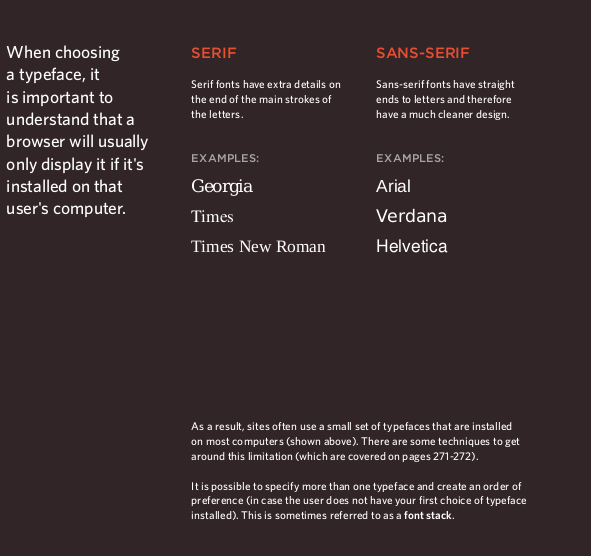 When choosing
a typeface, it
is important to
understand that a
browser will usually
only display it if it's
installed on that
user's computer.
SERIF
Serif fonts have extra details on
the end of the main strokes of
the letters.
EXAMPLES:
Georgia
Times
Times New Roman
SANS-SERIF
Sans-serif fonts have straight
ends to letters and therefore
have a much cleaner design.
EXAMPLES:
Arial
Verdana
Helvetica
As a result, sites often use a small set of typefaces that are installed
on most computers (shown above). There are some techniques to get
around this limitation (which are covered on pages 271-272).
It is possible to specify more than one typeface and create an order of
preference (in case the user does not have your first choice of typeface
installed). This is sometimes referred to as a font stack.